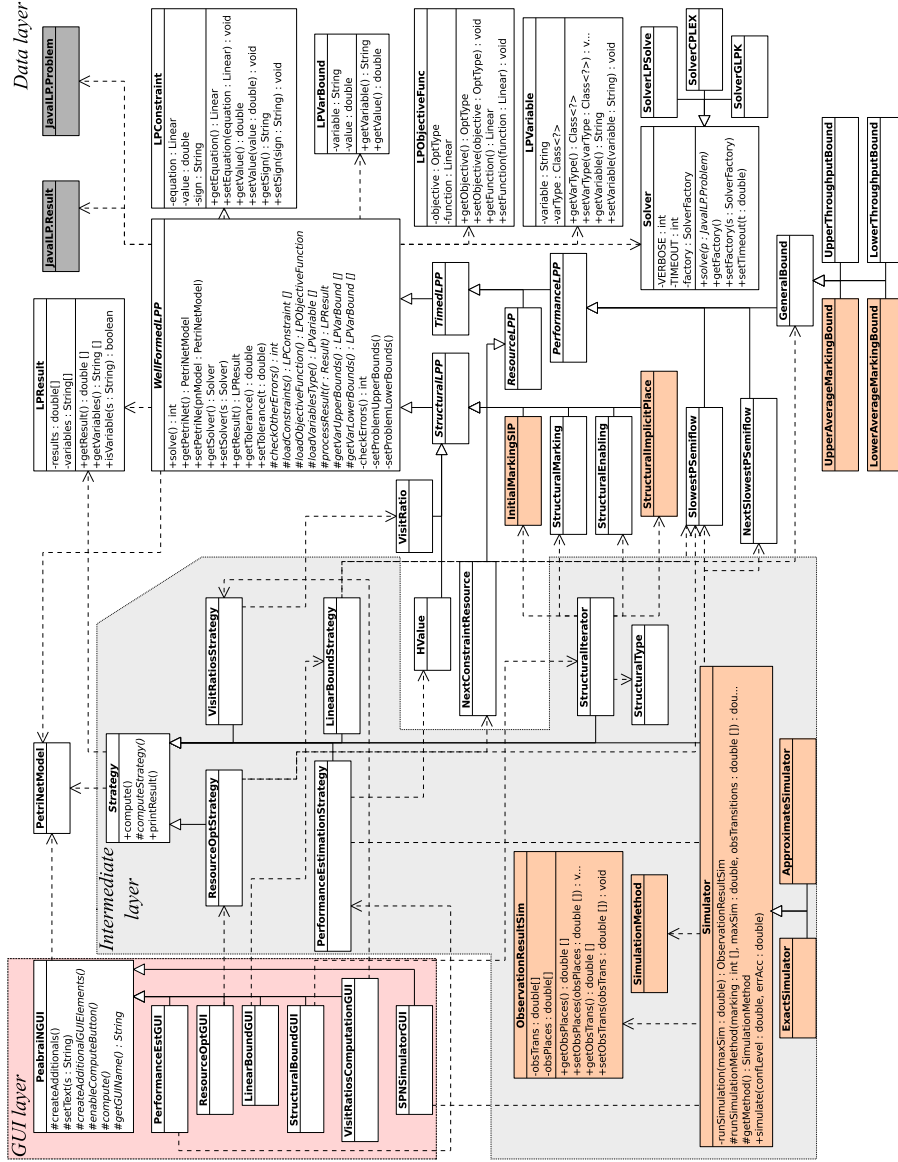 GUI layer
PeabraiNGUI
#createAdditionals()
#setText(s : String)
#createAdditionalGUIElements()
#enableComputeButton()
#compute()
#getGUIName() : String
PerformanceEstGUI
ResourceOptGUI
LinearBoundGUI
StructuralBoundGUI
VisitRatiosComputationGUI
SPNSimulatorGUI
Intermediate
layer
PetriNetModel
Strategy
+compute()
#computeStrategy()
+printResult()
ResourceOptStrategy
VisitRatiosStrategy
PerformanceEstimationStrategy
LinearBoundStrategy
HValue
NextConstraintResource
StructuralIterator
StructuralType
ObservationResultSim
-obsTrans : double[]
-obsPlaces : double[]
+getObsPlaces() : double []
+setObsPlaces(obsPlaces : double []) : v...
+getObsTrans() : double []
+setObsTrans(obsTrans : double []) : void
SimulationMethod
Simulator
-runSimulation(maxSim : double) : ObservationResultSim
#runSimulationMethod(marking : int [], maxSim : double, obsTransitions : double []) : dou...
#getMethod() : SimulationMethod
+simulate(confLevel : double, errAcc : double)
ExactSimulator
ApproximateSimulator
Data layer
JavaILP.Result
JavaILP.Problem
LPResult
-results : double[]
-variables : String[]
+getResult() : double []
+getVariables() : String []
+isVariable(s : String) : boolean
WellFormedLPP
+solve() : int
+getPetriNet() : PetriNetModel
+setPetriNet(pnModel : PetriNetModel)
+getSolver() : Solver
+setSolver(s : Solver)
+getResult() : LPResult
+getTolerance() : double
+setTolerance(t : double)
#checkOtherErrors() : int
#loadConstraints() : LPConstraint []
#loadObjectiveFunction() : LPObjectiveFunction
#loadVariablesType() : LPVariable []
#processResult(r : Result) : LPResult
#getVarUpperBounds() : LPVarBound []
#getVarLowerBounds() : LPVarBound []
-checkErrors() : int
-setProblemUpperBounds()
-setProblemLowerBounds()
LPConstraint
-equation : Linear
-value : double
-sign : String
+getEquation() : Linear
+setEquation(equation : Linear) : void
+getValue() : double
+setValue(value : double) : void
+getSign() : String
+setSign(sign : String) : void
LPVarBound
-variable : String
-value : double
+getVariable() : String
+getValue() : double
LPObjectiveFunc
-objective : OptType
-function : Linear
+getObjective() : OptType
+setObjective(objective : OptType) : void
+getFunction() : Linear
+setFunction(function : Linear) : void
LPVariable
-variable : String
-varType : Class<?>
+getVarType() : Class<?>
+setVarType(varType : Class<?>) : v...
+getVariable() : String
+setVariable(variable : String) : void
Solver
-VERBOSE : int
-TIMEOUT : int
-factory : SolverFactory
+solve(p : JavaILP.Problem)
+getFactory()
+setFactory(s : SolverFactory)
+setTimeout(t : double)
SolverLPSolve
SolverCPLEX
SolverGLPK
VisitRatio
StructuralLPP
TimedLPP
ResourceLPP
PerformanceLPP
InitialMarkingSIP
StructuralMarking
StructuralEnabling
StructuralImplicitPlace
SlowestPSemiflow
NextSlowestPSemiflow
GeneralBound
UpperAverageMarkingBound
UpperThroughputBound
LowerAverageMarkingBound
LowerThroughputBound